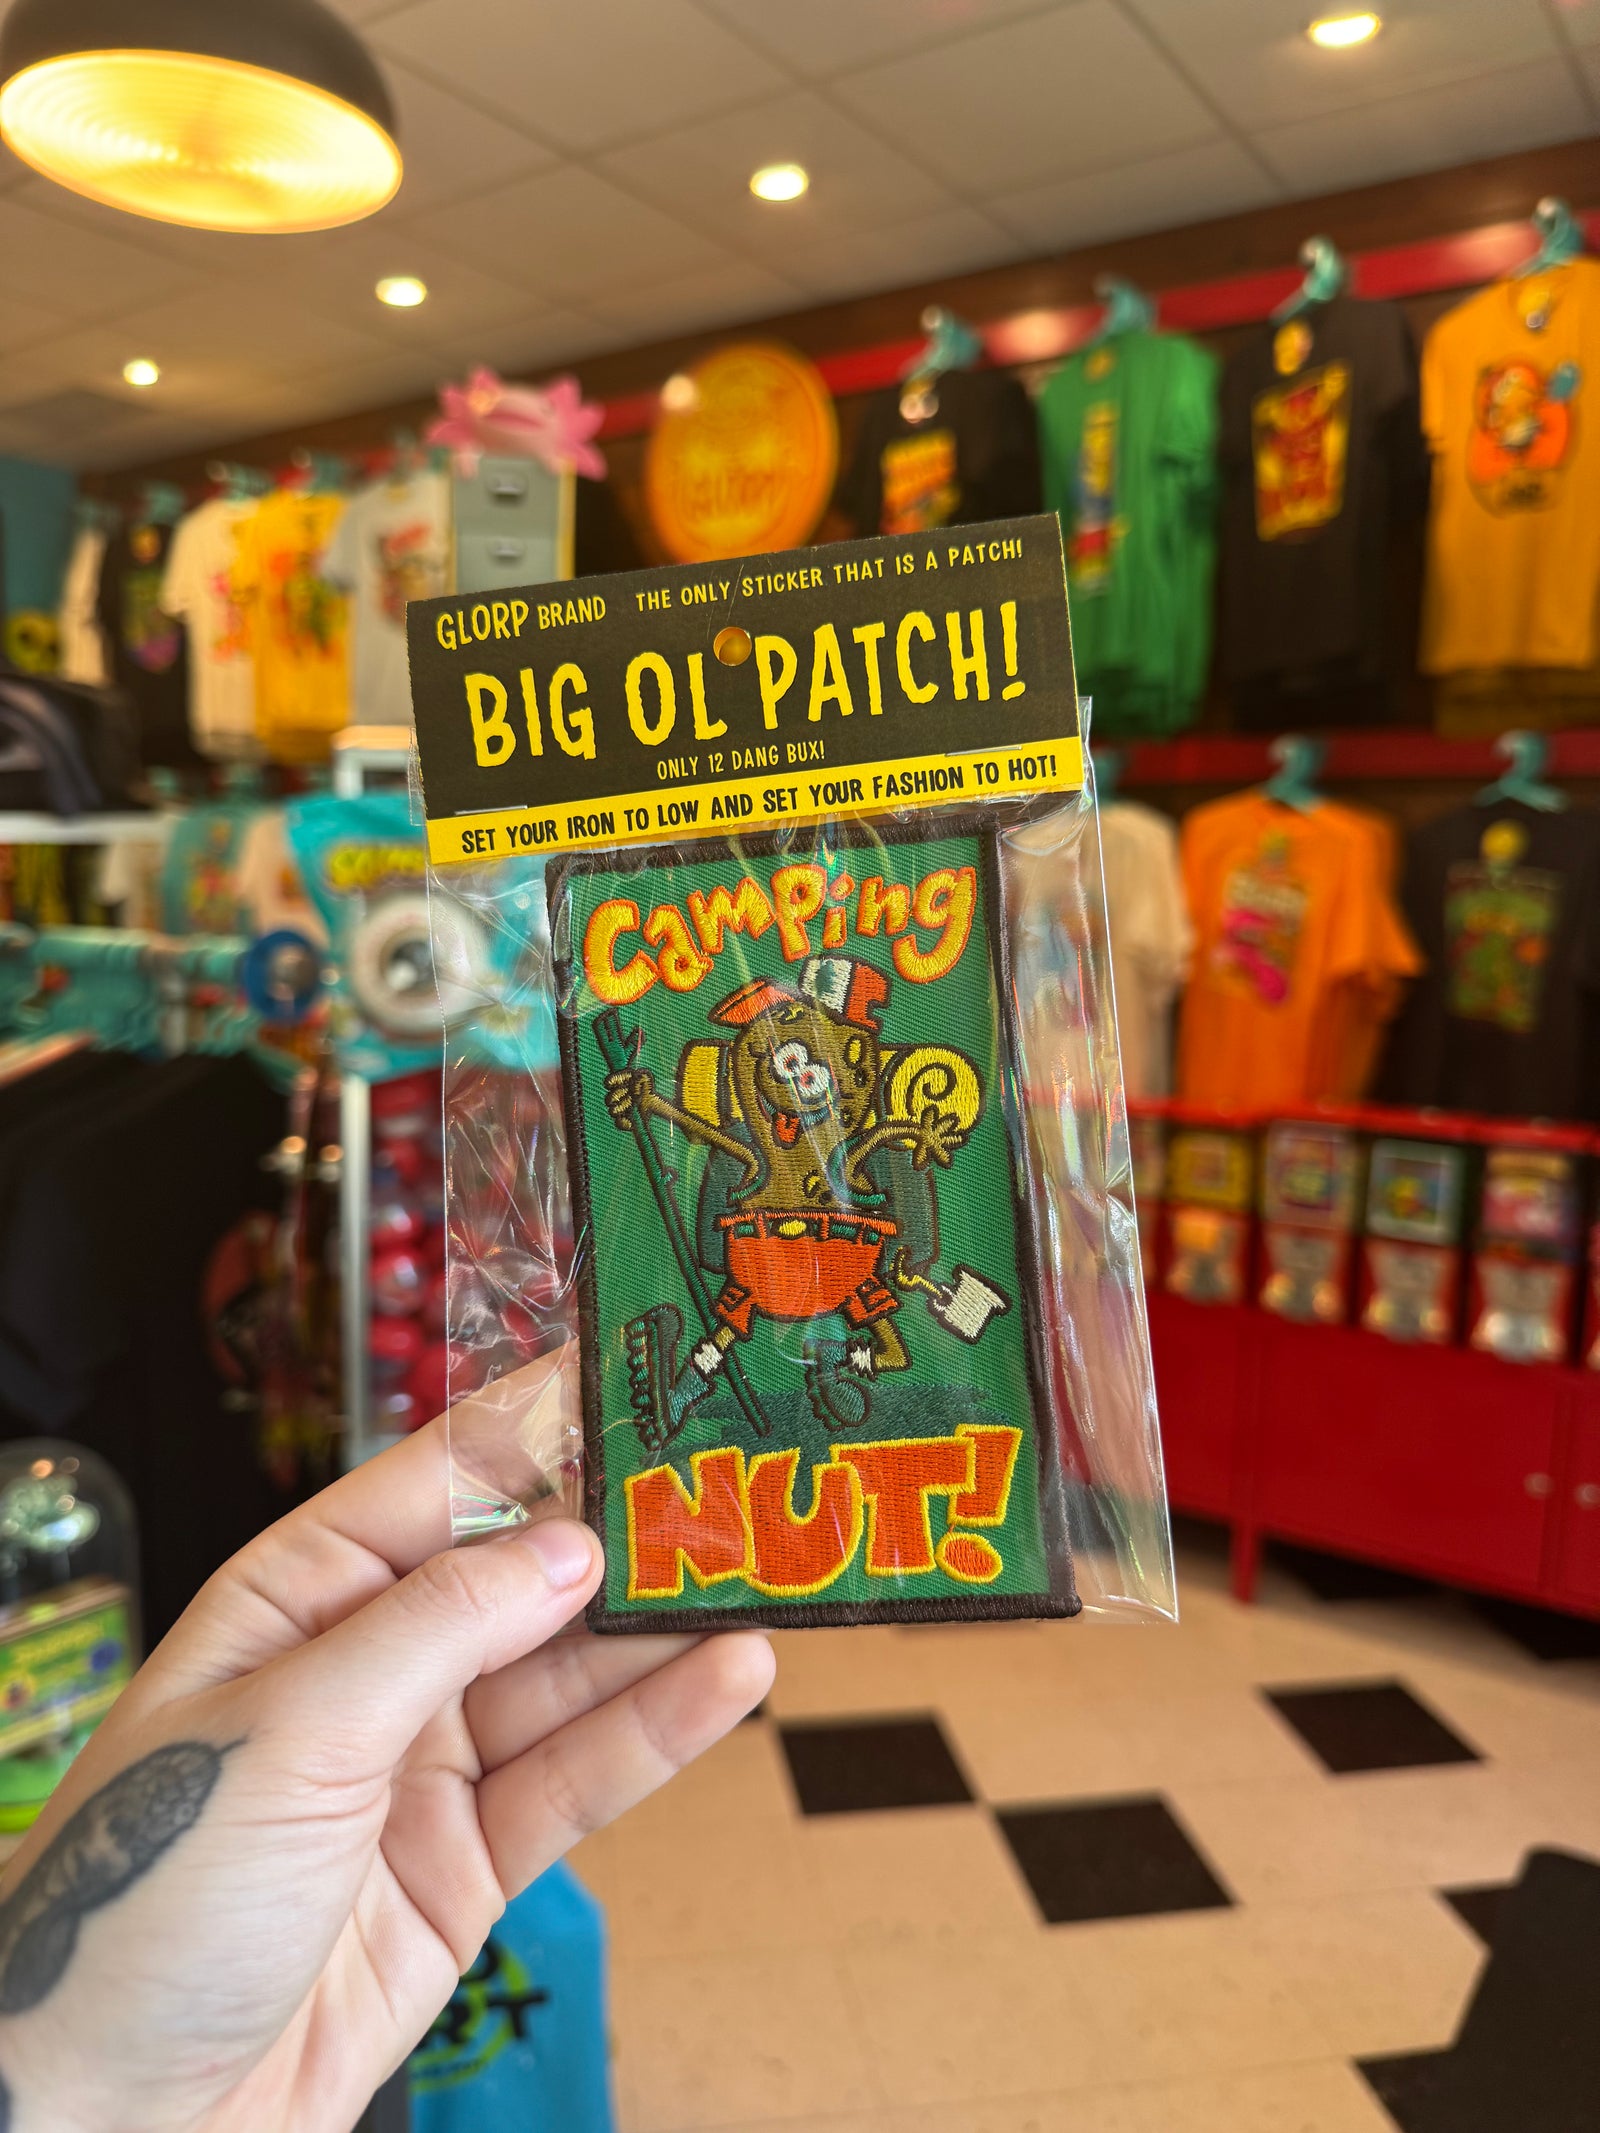 GLORP BRAND THE ONLY STICKER THAT IS A PATCH!
BIG OL' PATCH!
ONLY 12 DANG BUX!
SET YOUR IRON TO LOW AND SET YOUR FASHION TO HOT!
Camping
NUT!